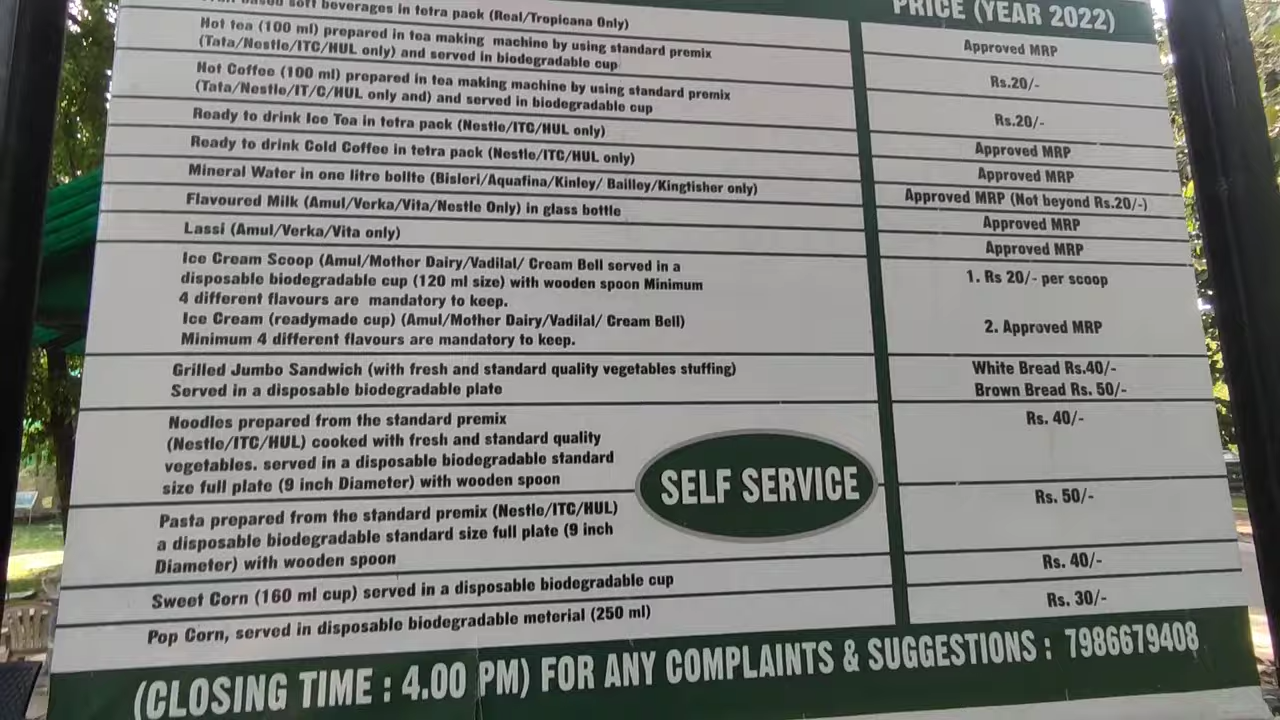 based soft beverages in tetra pack (Real/Tropicana Only)
PRICE (YEAR 2022)
Approved MRP
Hot tea (100 ml) prepared in tea making machine by using standard premix
(Tata/Nestle/ITC/HUL only) and served in biodegradable cup
Rs.20/-
Hot Coffee (100 ml) prepared in tea making machine by using standard premix
(Tata/Nestle/IT/C/HUL only and) and served in biodegradable cup
Rs.20/-
Ready to drink Ice Tea in tetra pack (Nestle/ITC/HUL only)
Approved MRP
Ready to drink Cold Coffee in tetra pack (Nestle/ITC/HUL only)
Approved MRP
Mineral Water in one litre bollte (Bisleri/Aquafina/Kinley/ Bailley/Kingtisher only)
Approved MRP (Not beyond Rs.20/-)
Flavoured Milk (Amul/Verka/Vita/Nestle Only) in glass bottle
Approved MRP
Lassi (Amul/Verka/Vita only)
Approved MRP
Ice Cream Scoop (Amul/Mother Dairy/Vadilal/ Cream Bell served in a
disposable biodegradable cup (120 ml size) with wooden spoon Minimum
4 different flavours are mandatory to keep.
1. Rs 20/- per scoop
Ice Cream (readymade cup) (Amul/Mother Dairy/Vadilal/ Cream Bell)
Minimum 4 different flavours are mandatory to keep.
2. Approved MRP
Grilled Jumbo Sandwich (with fresh and standard quality vegetables stuffing)
Served in a disposable biodegradable plate
White Bread Rs.40/-
Brown Bread Rs. 50/-
Noodles prepared from the standard premix
(Nestle/ITC/HUL) cooked with fresh and standard quality
vegetables. served in a disposable biodegradable standard
size full plate (9 inch Diameter) with wooden spoon
Rs. 40/-
SELF SERVICE
Pasta prepared from the standard premix (Nestle/ITC/HUL)
a disposable biodegradable standard size full plate (9 inch
Diameter) with wooden spoon
Rs. 50/-
Sweet Corn (160 ml cup) served in a disposable biodegradable cup
Rs. 40/-
Pop Corn, served in disposable biodegradable meterial (250 ml)
Rs. 30/-
(CLOSING TIME : 4.00 PM) FOR ANY COMPLAINTS & SUGGESTIONS : 7986679408